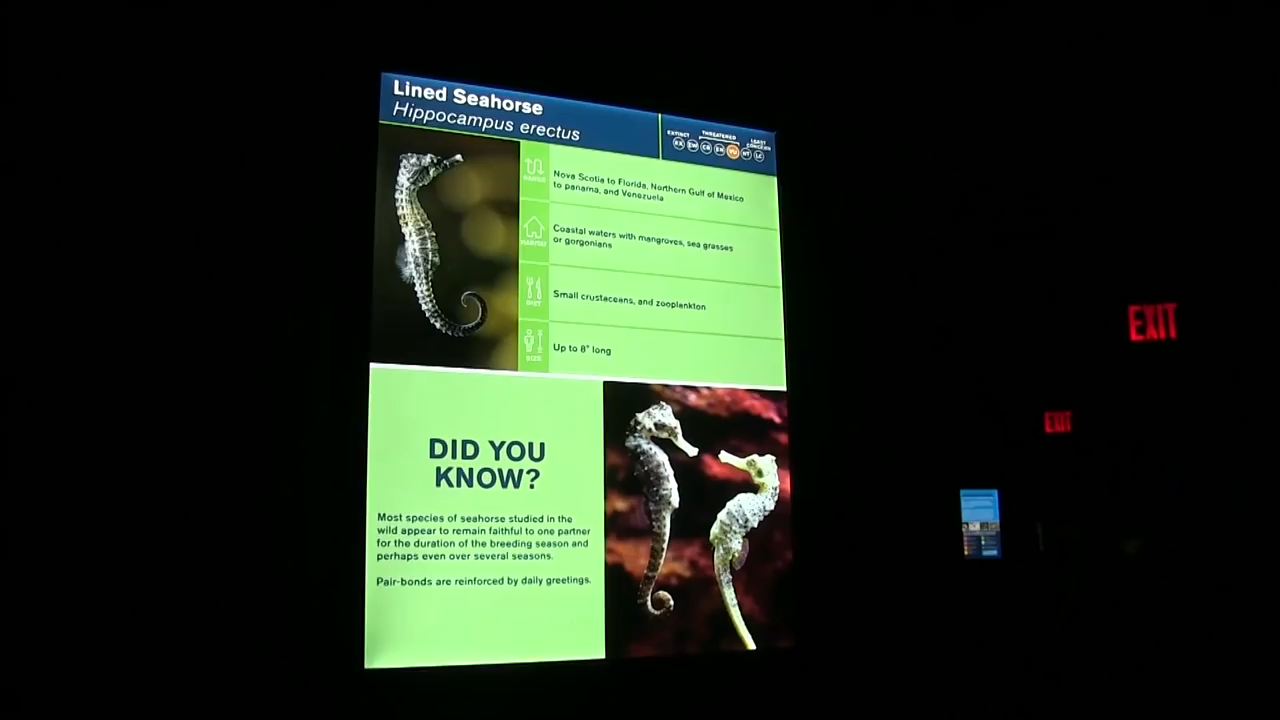 Lined Seahorse
Hippocampus erectus
EXTINCT THREATENED LEAST CONCERN
EX EW CR EN VU NT LC
RANGE
Nova Scotia to Florida, Northern Gulf of Mexico
to panama, and Venezuela
HABITAT
Coastal waters with mangroves, sea grasses
or gorgonians
DIET
Small crustaceans, and zooplankton
SIZE
Up to 8" long
DID YOU
KNOW?
Most species of seahorse studied in the
wild appear to remain faithful to one partner
for the duration of the breeding season and
perhaps even over several seasons.
Pair-bonds are reinforced by daily greetings.
EXIT
EXIT